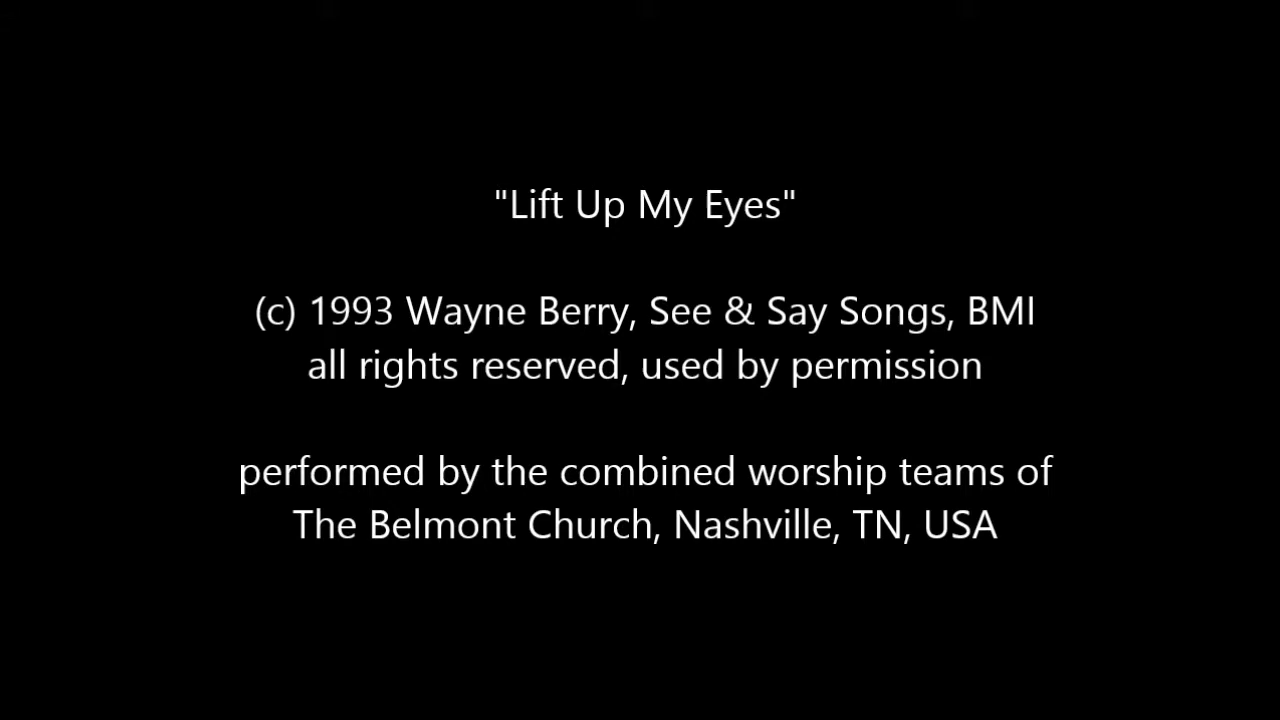 "Lift Up My Eyes"
(c) 1993 Wayne Berry, See & Say Songs, BMI
all rights reserved, used by permission
performed by the combined worship teams of
The Belmont Church, Nashville, TN, USA